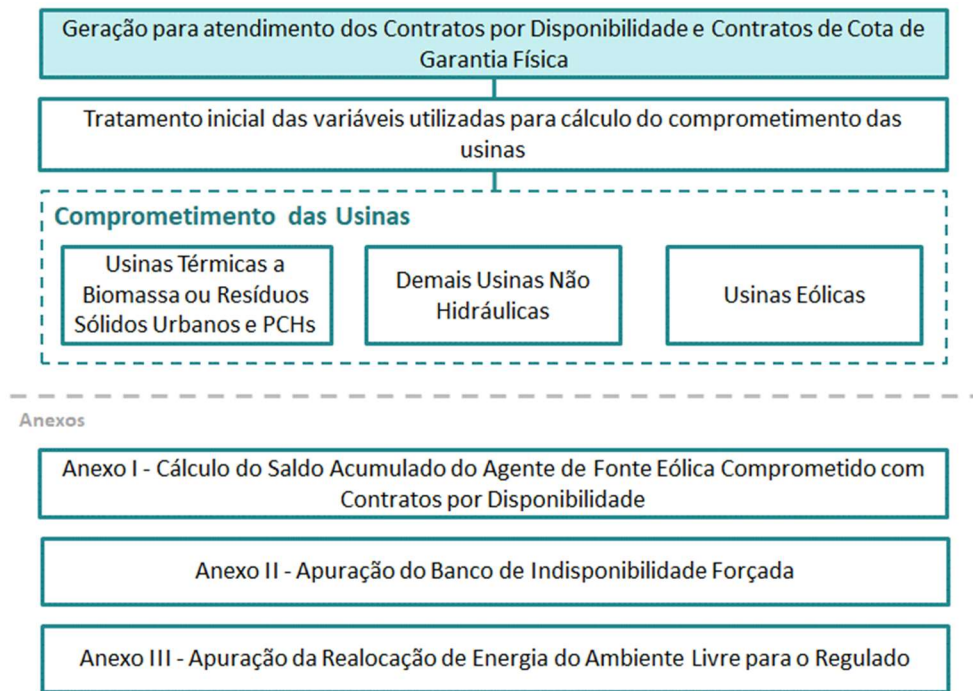 Geração para atendimento dos Contratos por Disponibilidade e Contratos de Cota de
Garantia Física
Tratamento inicial das variáveis utilizadas para cálculo do comprometimento das
usinas
Comprometimento das Usinas
Usinas Térmicas a
Biomassa ou Resíduos
Sólidos Urbanos e PCHs
Demais Usinas Não
Hidráulicas
Usinas Eólicas
Anexos
Anexo I - Cálculo do Saldo Acumulado do Agente de Fonte Eólica Comprometido com
Contratos por Disponibilidade
Anexo II - Apuração do Banco de Indisponibilidade Forçada
Anexo III - Apuração da Realocação de Energia do Ambiente Livre para o Regulado